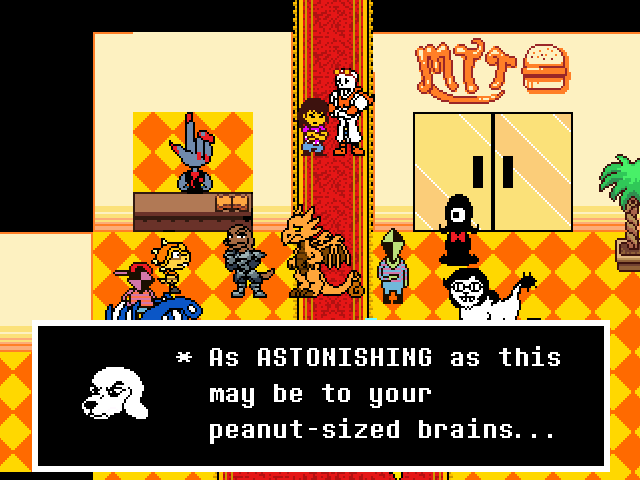 MTT
* As ASTONISHING as this
may be to your
peanut-sized brains...